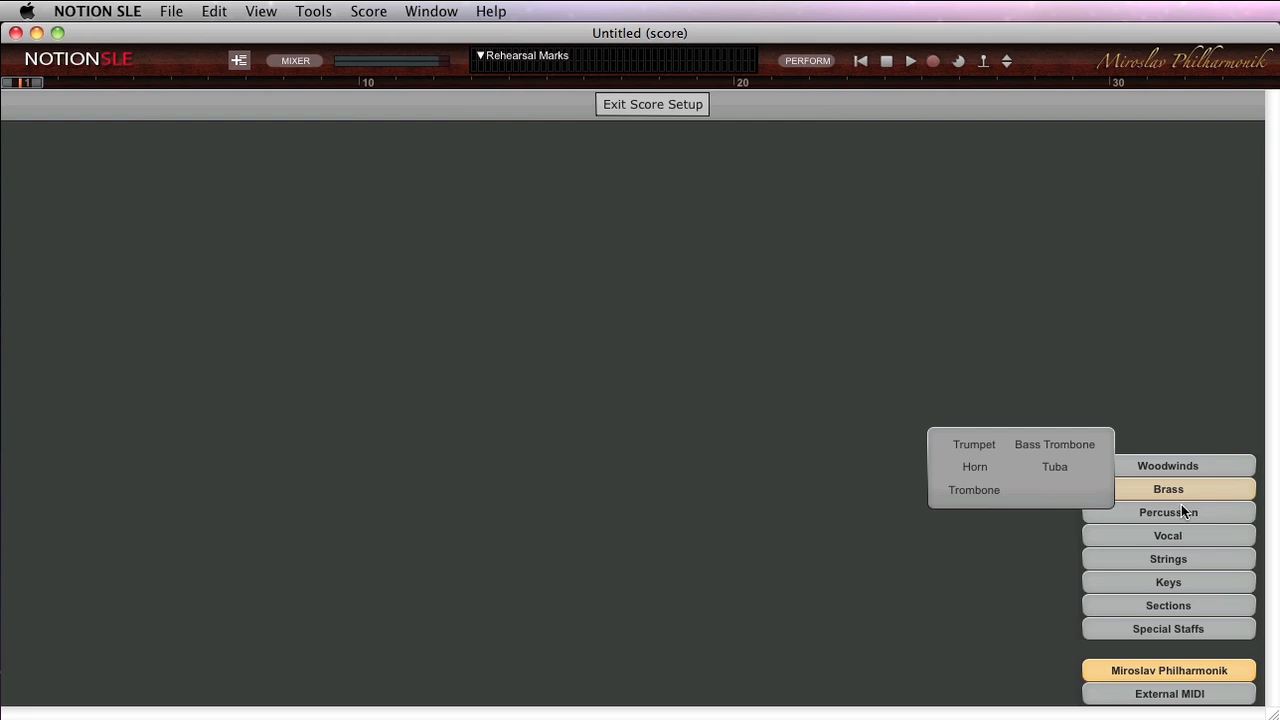 NOTION SLE File Edit View Tools Score Window Help
Untitled (score)
NOTIONSLE MIXER ▼Rehearsal Marks PERFORM Miroslav Philharmonik
1 10 20 30
Exit Score Setup
Trumpet Bass Trombone
Horn Tuba
Trombone
Woodwinds
Brass
Percussion
Vocal
Strings
Keys
Sections
Special Staffs
Miroslav Philharmonik
External MIDI